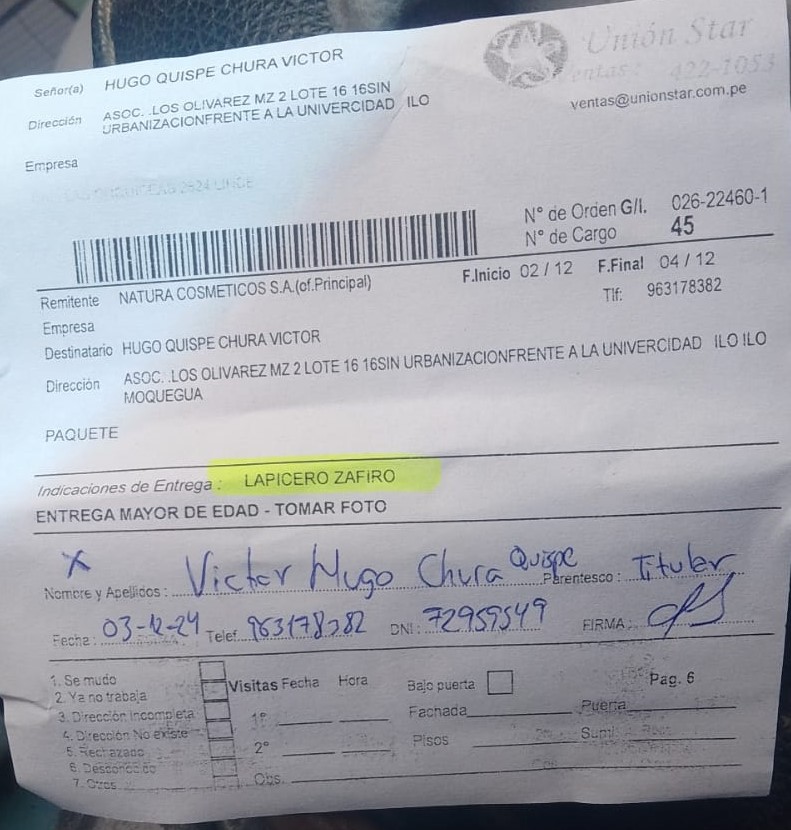 Unión Star
Ventas: 422-1053
ventas@unionstar.com.pe
Señor(a) HUGO QUISPE CHURA VICTOR
Dirección ASOC. .LOS OLIVAREZ MZ 2 LOTE 16 16SIN
URBANIZACIONFRENTE A LA UNIVERCIDAD ILO
Empresa
N° de Orden G/I. 026-22460-1
N° de Cargo 45
F.Inicio 02 / 12 F.Final 04 / 12
Remitente NATURA COSMETICOS S.A.(of.Principal)
Tlf: 963178382
Empresa
Destinatario HUGO QUISPE CHURA VICTOR
Dirección ASOC. .LOS OLIVAREZ MZ 2 LOTE 16 16SIN URBANIZACIONFRENTE A LA UNIVERCIDAD ILO ILO
MOQUEGUA
PAQUETE
Indicaciones de Entrega : LAPICERO ZAFIRO
ENTREGA MAYOR DE EDAD - TOMAR FOTO
X
Nombre y Apellidos : Victor Hugo Chura Quispe Parentesco : Titular
Fecha : 03-12-24 Telef. 963178382 DNI : 72959549 FIRMA :
1. Se mudo
2. Ya no trabaja
3. Dirección Incompleta
4. Dirección No existe
5. Rechazado
6. Desconocido
7. Otros
Visitas Fecha Hora
1°
2°
Obs.
Bajo puerta
Fachada
Pisos
Pag. 6
Puerta
Sumi: